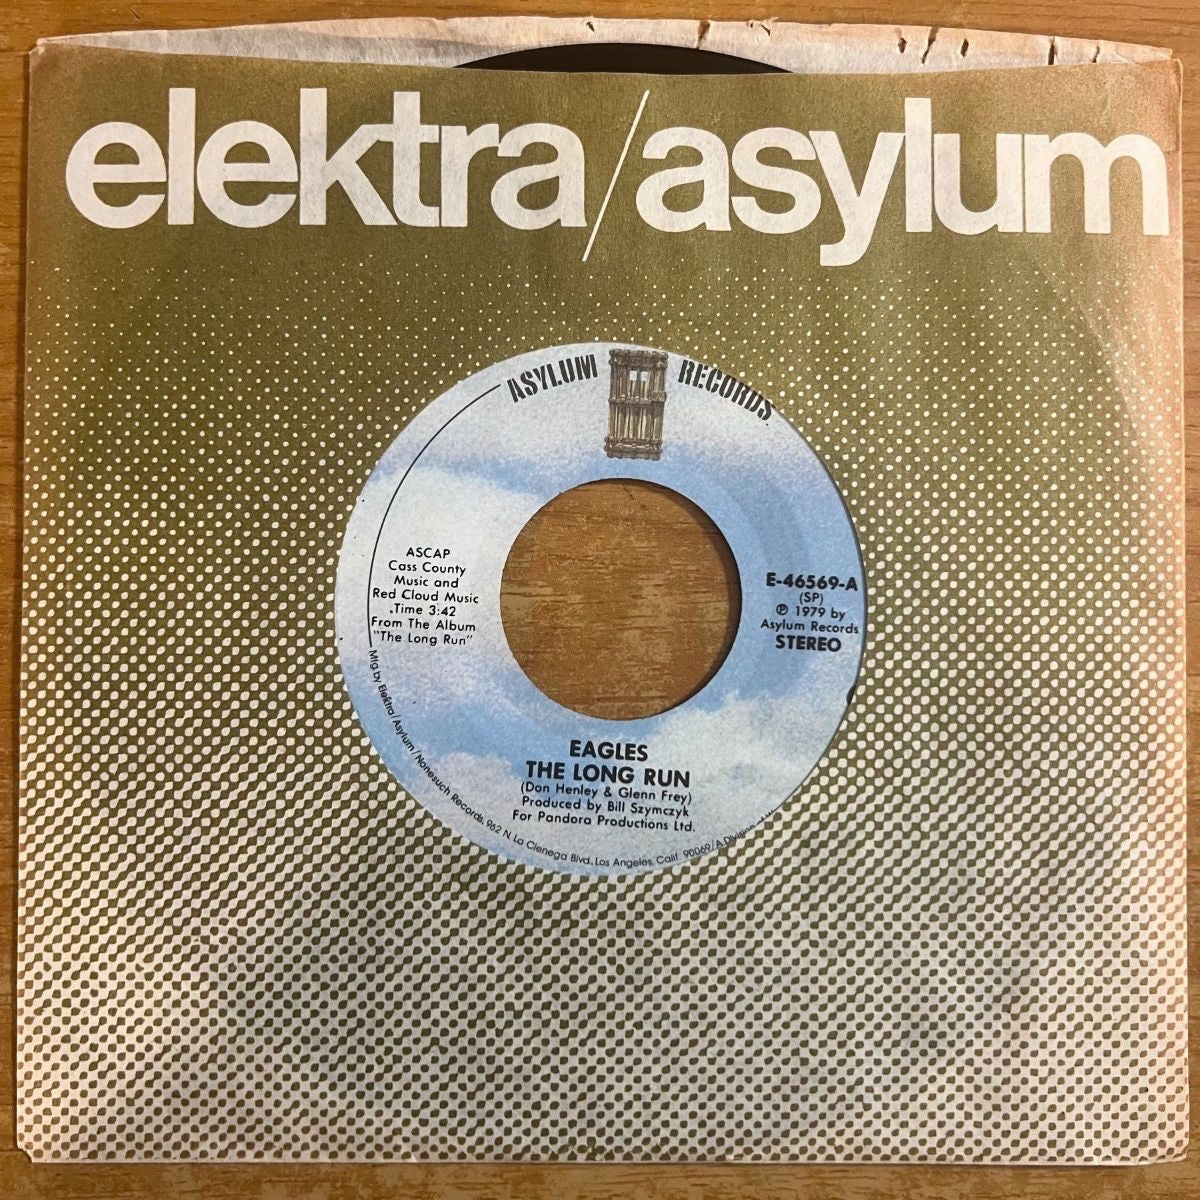 elektra/asylum
ASYLUM RECORDS
ASCAP
Cass County
Music and
Red Cloud Music
Time 3:42
From The Album
"The Long Run"
E-46569-A
(SP)
℗ 1979 by
Asylum Records
STEREO
EAGLES
THE LONG RUN
(Don Henley & Glenn Frey)
Produced by Bill Szymczyk
For Pandora Productions Ltd.
Mfg. by Elektra/Asylum/Nonesuch Records, 962 N. La Cienega Blvd., Los Angeles, Calif. 90069/A Division of